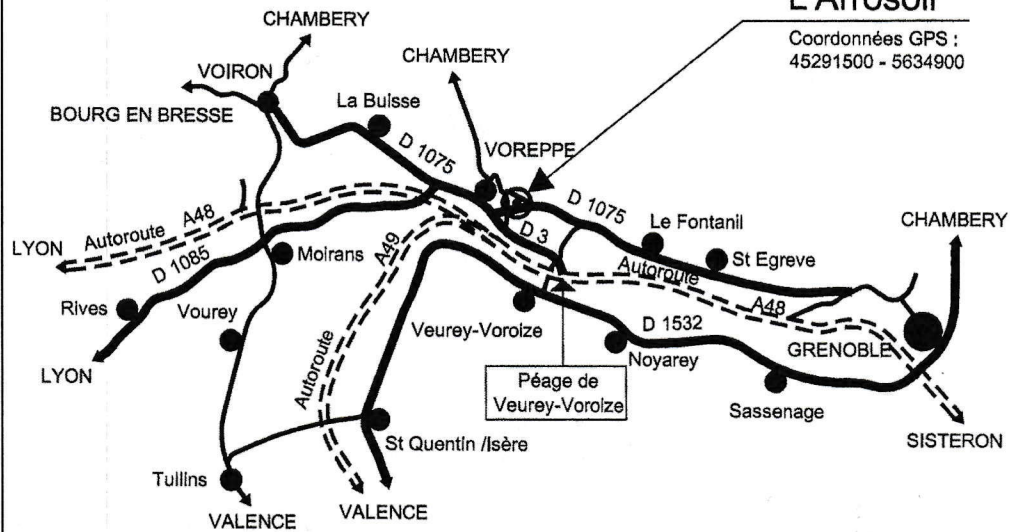 L'Arrosoir
Coordonnées GPS :
45291500 - 5634900
CHAMBERY
CHAMBERY
VOIRON
BOURG EN BRESSE
La Buisse
D 1075
VOREPPE
D 1075
Le Fontanil
CHAMBERY
LYON
Autoroute A48
D 1085
Moirans
A49
Autoroute
D 3
St Egreve
Autoroute
A48
Rives
Vourey
Veurey-Voroize
D 1532
GRENOBLE
LYON
Noyarey
Péage de
Veurey-Voroize
Sassenage
SISTERON
St Quentin /Isère
Tullins
VALENCE
VALENCE